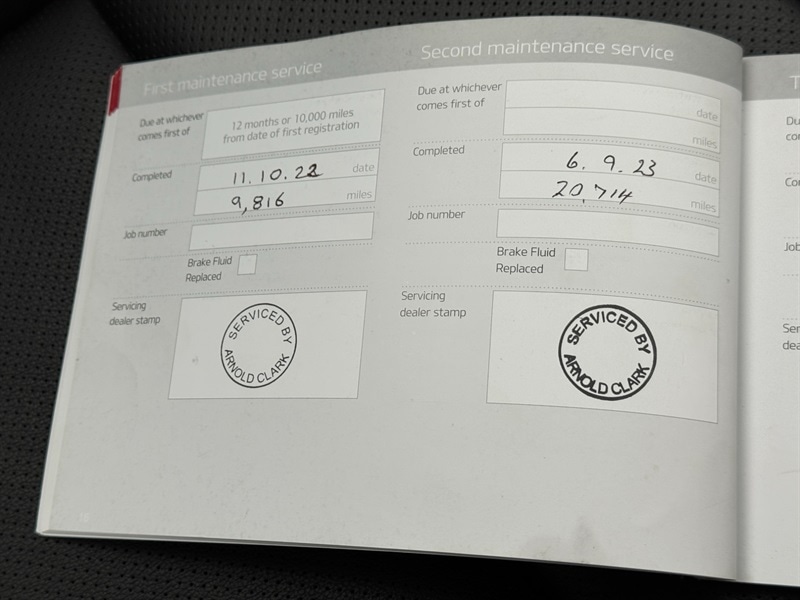 First maintenance service
Due at whichever
comes first of
12 months or 10,000 miles
from date of first registration
Completed
11.10.22 date
9,816 miles
Job number
Brake Fluid
Replaced
Servicing
dealer stamp
SERVICED BY
ARNOLD CLARK
Second maintenance service
Due at whichever
comes first of
date
miles
Completed
6.9.23 date
20,714 miles
Job number
Brake Fluid
Replaced
Servicing
dealer stamp
SERVICED BY
ARNOLD CLARK
16